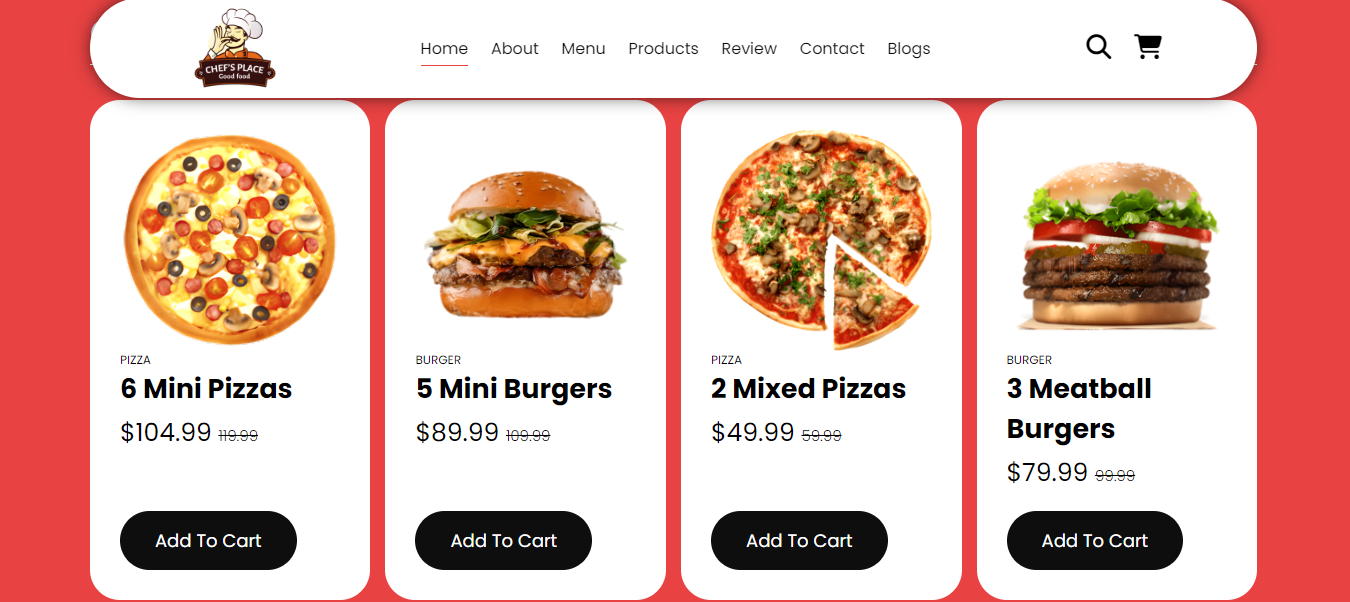 CHEF'S PLACE
Good food
Home About Menu Products Review Contact Blogs
PIZZA
6 Mini Pizzas
$104.99 119.99
Add To Cart
BURGER
5 Mini Burgers
$89.99 109.99
Add To Cart
PIZZA
2 Mixed Pizzas
$49.99 59.99
Add To Cart
BURGER
3 Meatball
Burgers
$79.99 99.99
Add To Cart